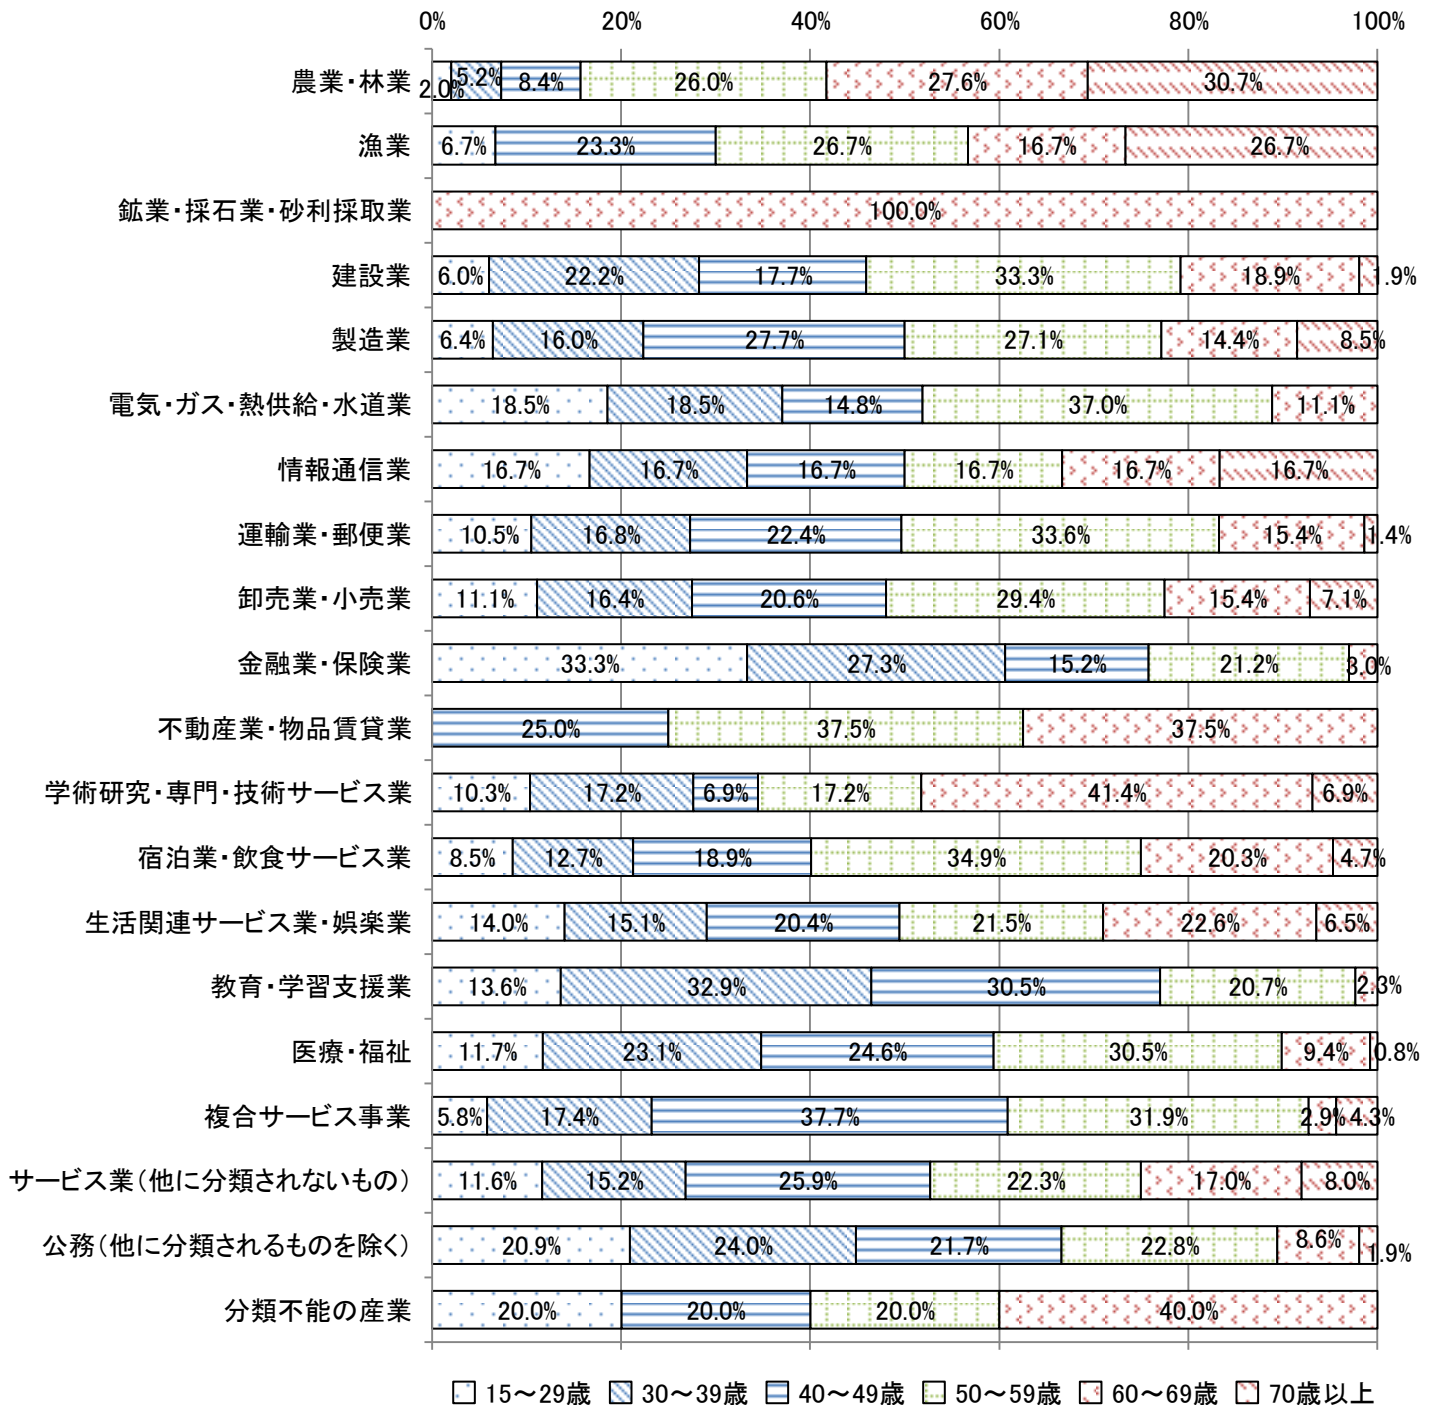 0% 20% 40% 60% 80% 100%
農業・林業 2.0% 5.2% 8.4% 26.0% 27.6% 30.7%
漁業 6.7% 23.3% 26.7% 16.7% 26.7%
鉱業・採石業・砂利採取業 100.0%
建設業 6.0% 22.2% 17.7% 33.3% 18.9% 1.9%
製造業 6.4% 16.0% 27.7% 27.1% 14.4% 8.5%
電気・ガス・熱供給・水道業 18.5% 18.5% 14.8% 37.0% 11.1%
情報通信業 16.7% 16.7% 16.7% 16.7% 16.7% 16.7%
運輸業・郵便業 10.5% 16.8% 22.4% 33.6% 15.4% 1.4%
卸売業・小売業 11.1% 16.4% 20.6% 29.4% 15.4% 7.1%
金融業・保険業 33.3% 27.3% 15.2% 21.2% 3.0%
不動産業・物品賃貸業 25.0% 37.5% 37.5%
学術研究・専門・技術サービス業 10.3% 17.2% 6.9% 17.2% 41.4% 6.9%
宿泊業・飲食サービス業 8.5% 12.7% 18.9% 34.9% 20.3% 4.7%
生活関連サービス業・娯楽業 14.0% 15.1% 20.4% 21.5% 22.6% 6.5%
教育・学習支援業 13.6% 32.9% 30.5% 20.7% 2.3%
医療・福祉 11.7% 23.1% 24.6% 30.5% 9.4% 0.8%
複合サービス事業 5.8% 17.4% 37.7% 31.9% 2.9% 4.3%
サービス業（他に分類されないもの） 11.6% 15.2% 25.9% 22.3% 17.0% 8.0%
公務（他に分類されるものを除く） 20.9% 24.0% 21.7% 22.8% 8.6% 1.9%
分類不能の産業 20.0% 20.0% 20.0% 40.0%
15～29歳 30～39歳 40～49歳 50～59歳 60～69歳 70歳以上